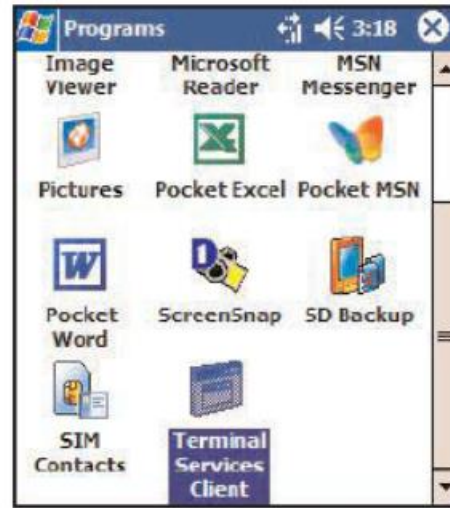 Programs 3:18
Image Microsoft MSN
Viewer Reader Messenger
Pictures Pocket Excel Pocket MSN
W D
Pocket ScreenSnap SD Backup
Word
SIM Terminal
Contacts Services
Client